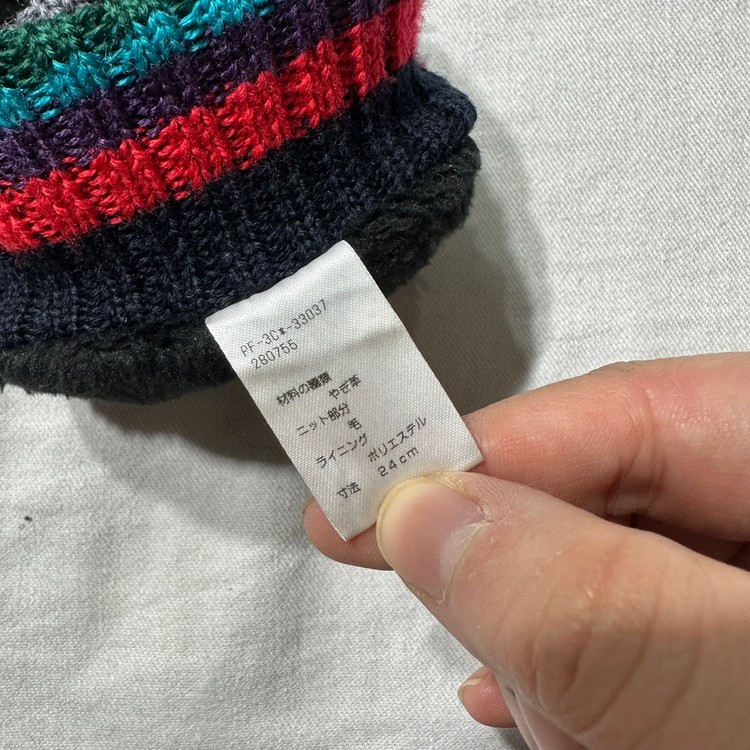 PF-3C*-33037
280755
材料の種類
やぎ革
ニット部分
毛
ライニング
ポリエステル
寸法 24cm